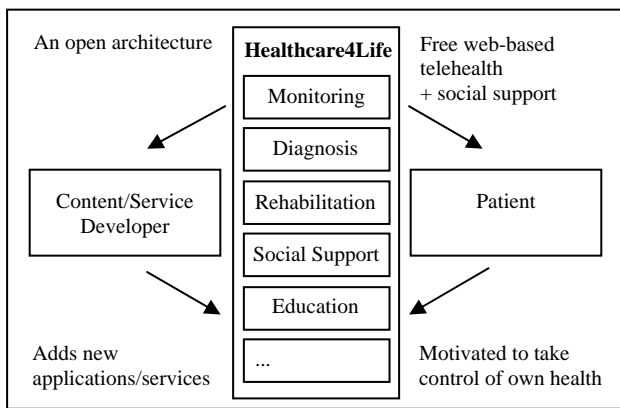 An open architecture
Healthcare4Life
Free web-based
telehealth
+ social support
Monitoring
Diagnosis
Content/Service
Developer
Rehabilitation
Patient
Social Support
Education
Adds new
applications/services
...
Motivated to take
control of own health